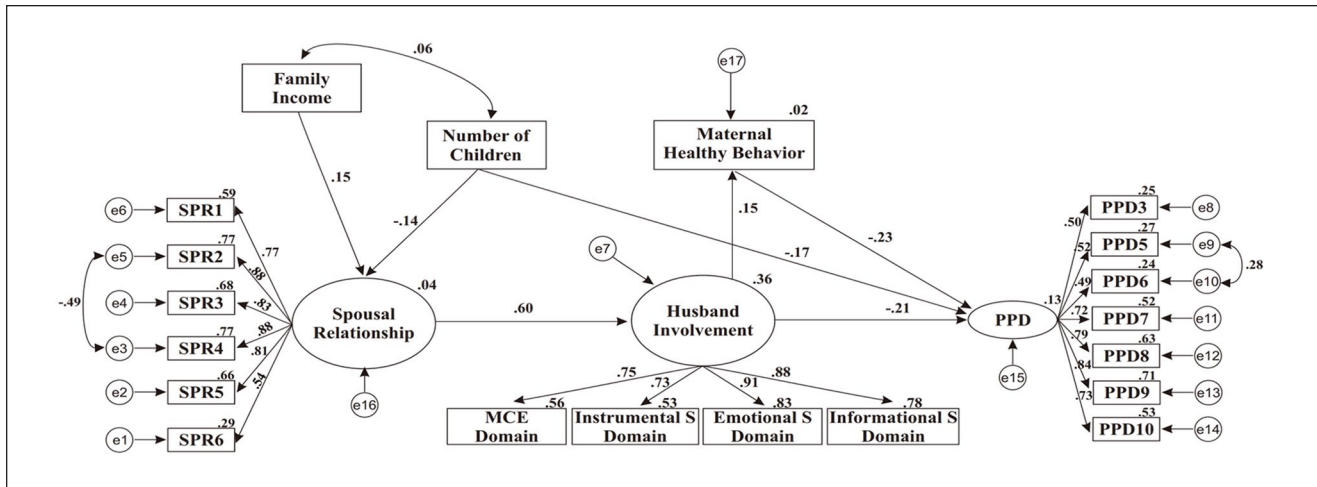 .06
Family
Income
e17
.02
Number of
Children
Maternal
Healthy Behavior
.15
-.14
-.17
.15
-.23
e6
SPR1
.59
.77
e5
SPR2
.77
.88
e4
SPR3
.68
.83
e3
SPR4
.77
.88
e2
SPR5
.66
.81
e1
SPR6
.29
.54
-.49
Spousal
Relationship
.04
e16
.60
e7
Husband
Involvement
.36
-.21
.75
.73
.91
.88
MCE
Domain
.56
Instrumental S
Domain
.53
Emotional S
Domain
.83
Informational S
Domain
.78
PPD
.13
e15
.50
PPD3
.25
e8
.52
PPD5
.27
e9
.49
PPD6
.24
e10
.28
.72
PPD7
.52
e11
.79
PPD8
.63
e12
.84
PPD9
.71
e13
.73
PPD10
.53
e14